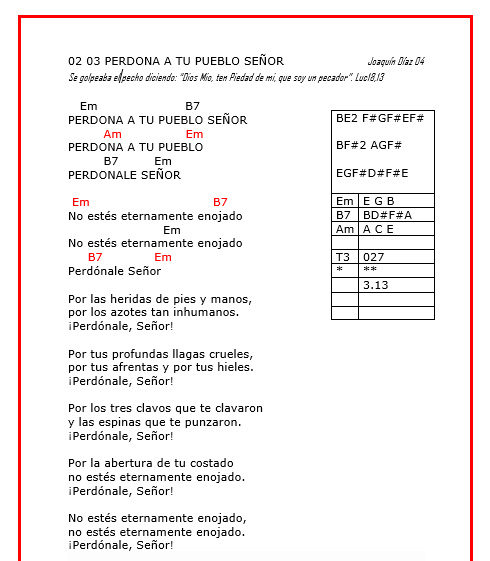 02 03 PERDONA A TU PUEBLO SEÑOR Joaquín Díaz 04
Se golpeaba el pecho diciendo: "Dios Mio, ten Piedad de mi, que soy un pecador". Luc18,13
Em B7
PERDONA A TU PUEBLO SEÑOR
Am Em
PERDONA A TU PUEBLO
B7 Em
PERDONALE SEÑOR
Em B7
No estés eternamente enojado
Em
No estés eternamente enojado
B7 Em
Perdónale Señor
Por las heridas de pies y manos,
por los azotes tan inhumanos.
¡Perdónale, Señor!
Por tus profundas llagas crueles,
por tus afrentas y por tus hieles.
¡Perdónale, Señor!
Por los tres clavos que te clavaron
y las espinas que te punzaron.
¡Perdónale, Señor!
Por la abertura de tu costado
no estés eternamente enojado.
¡Perdónale, Señor!
No estés eternamente enojado,
no estés eternamente enojado.
¡Perdónale, Señor!
BE2 F#GF#EF#
BF#2 AGF#
EGF#D#F#E
Em E G B
B7 BD#F#A
Am A C E
T3 027
* **
3.13